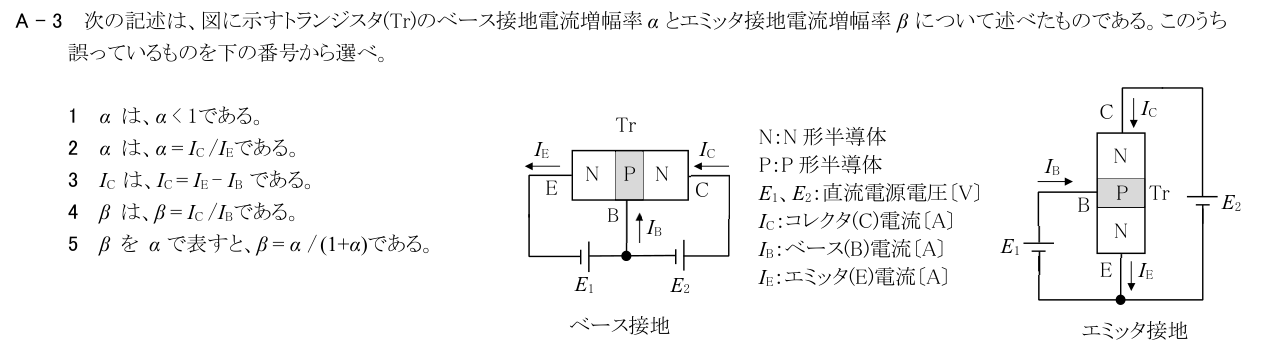 A－3 次の記述は、図に示すトランジスタ(Tr)のベース接地電流増幅率 α とエミッタ接地電流増幅率 β について述べたものである。このうち
誤っているものを下の番号から選べ。
1 α は、α < 1である。
2 α は、α = IC /IEである。
3 IC は、IC = IE − IB である。
4 β は、β = IC /IBである。
5 β を α で表すと、β = α / (1+α)である。
Tr
IE
IC
N
P
N
E
C
B
IB
E1
E2
ベース接地
N：N 形半導体
P：P 形半導体
E1、E2：直流電源電圧〔V〕
IC：コレクタ(C)電流〔A〕
IB：ベース(B)電流〔A〕
IE：エミッタ(E)電流〔A〕
C
IC
N
IB
P
Tr
B
E2
N
E1
E
IE
エミッタ接地